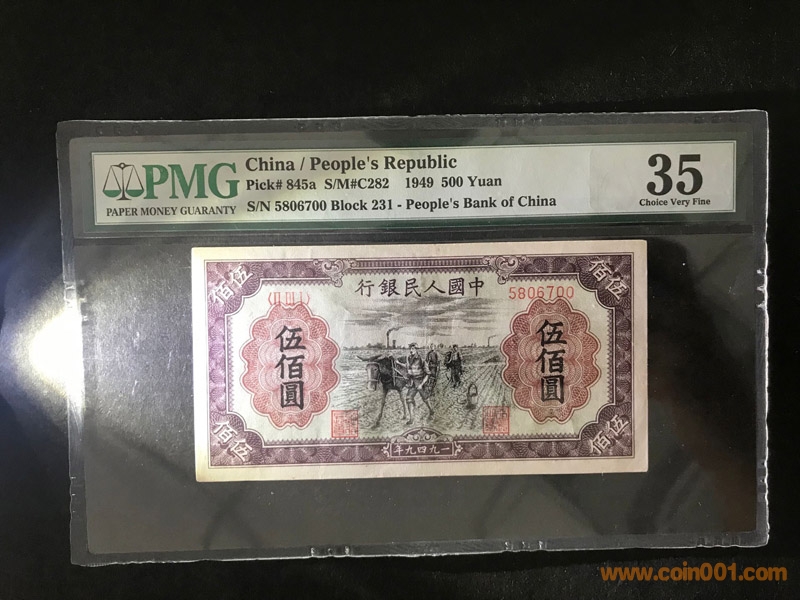 PMG
PAPER MONEY GUARANTY
China / People's Republic
Pick# 845a S/M#C282 1949 500 Yuan
S/N 5806700 Block 231 - People's Bank of China
35
Choice Very Fine
伍佰
伍佰
行銀民人國中
(II III I)
5806700
伍佰圓
伍佰圓
伍佰
伍佰
年九四九一
www.coin001.com